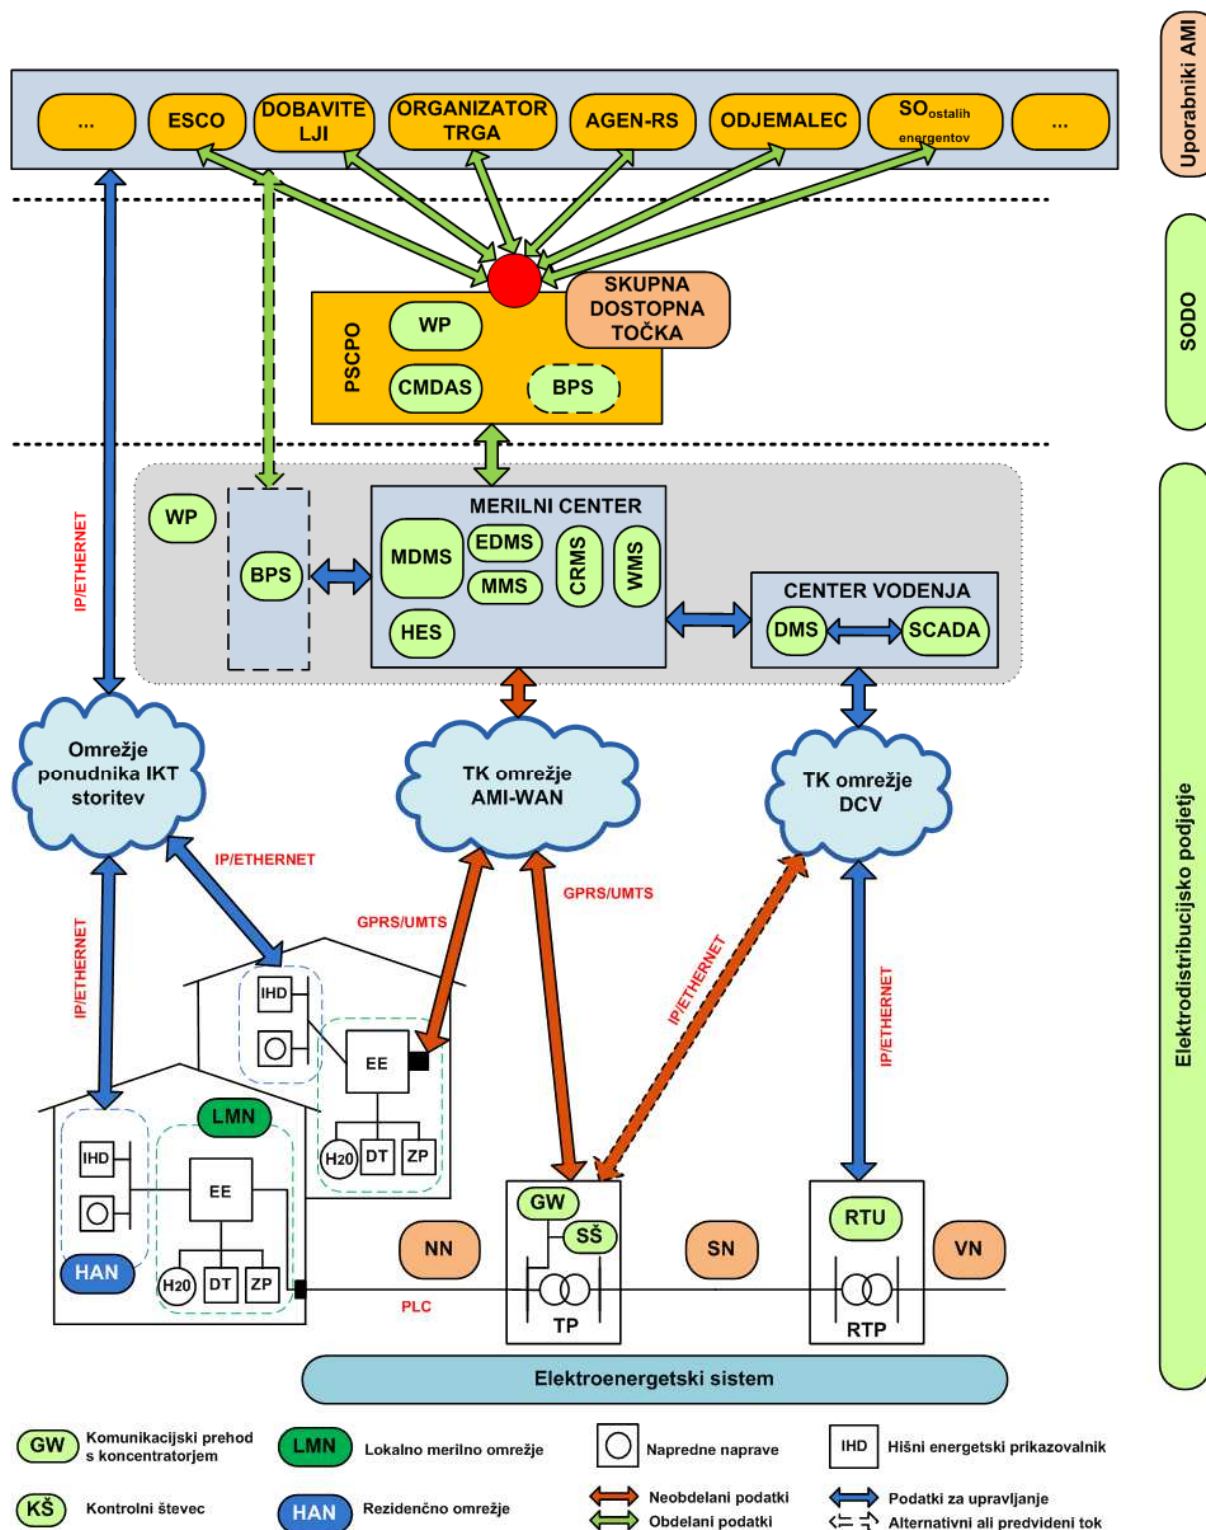 Uporabniki AMI
...
ESCO
DOBAVITE
LJI
ORGANIZATOR
TRGA
AGEN-RS
ODJEMALEC
SOostalih
energentov
...
SODO
SKUPNA
DOSTOPNA
TOČKA
PSCPO
WP
CMDAS
BPS
IP/ETHERNET
WP
BPS
MERILNI CENTER
MDMS
EDMS
MMS
CRMS
WMS
HES
CENTER VODENJA
DMS
SCADA
Elektrodistribucijsko podjetje
Omrežje
ponudnika IKT
storitev
TK omrežje
AMI-WAN
TK omrežje
DCV
IP/ETHERNET
GPRS/UMTS
GPRS/UMTS
IP/ETHERNET
IP/ETHERNET
IP/ETHERNET
IHD
EE
H20
DT
ZP
LMN
IHD
EE
HAN
H20
DT
ZP
NN
GW
SŠ
SN
RTU
VN
PLC
TP
RTP
Elektroenergetski sistem
GW
Komunikacijski prehod
s koncentratorjem
LMN
Lokalno merilno omrežje
Napredne naprave
IHD
Hišni energetski prikazovalnik
KŠ
Kontrolni števec
HAN
Rezidenčno omrežje
Neobdelani podatki
Obdelani podatki
Podatki za upravljanje
Alternativni ali predvideni tok